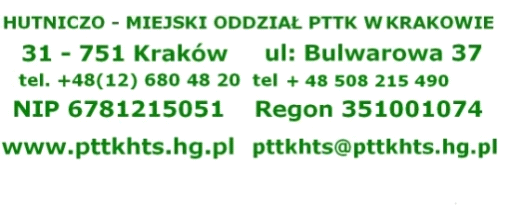 HUTNICZO - MIEJSKI ODDZIAŁ PTTK W KRAKOWIE
31 - 751 Kraków ul: Bulwarowa 37
tel. +48(12) 680 48 20 tel + 48 508 215 490
NIP 6781215051 Regon 351001074
www.pttkhts.hg.pl pttkhts@pttkhts.hg.pl